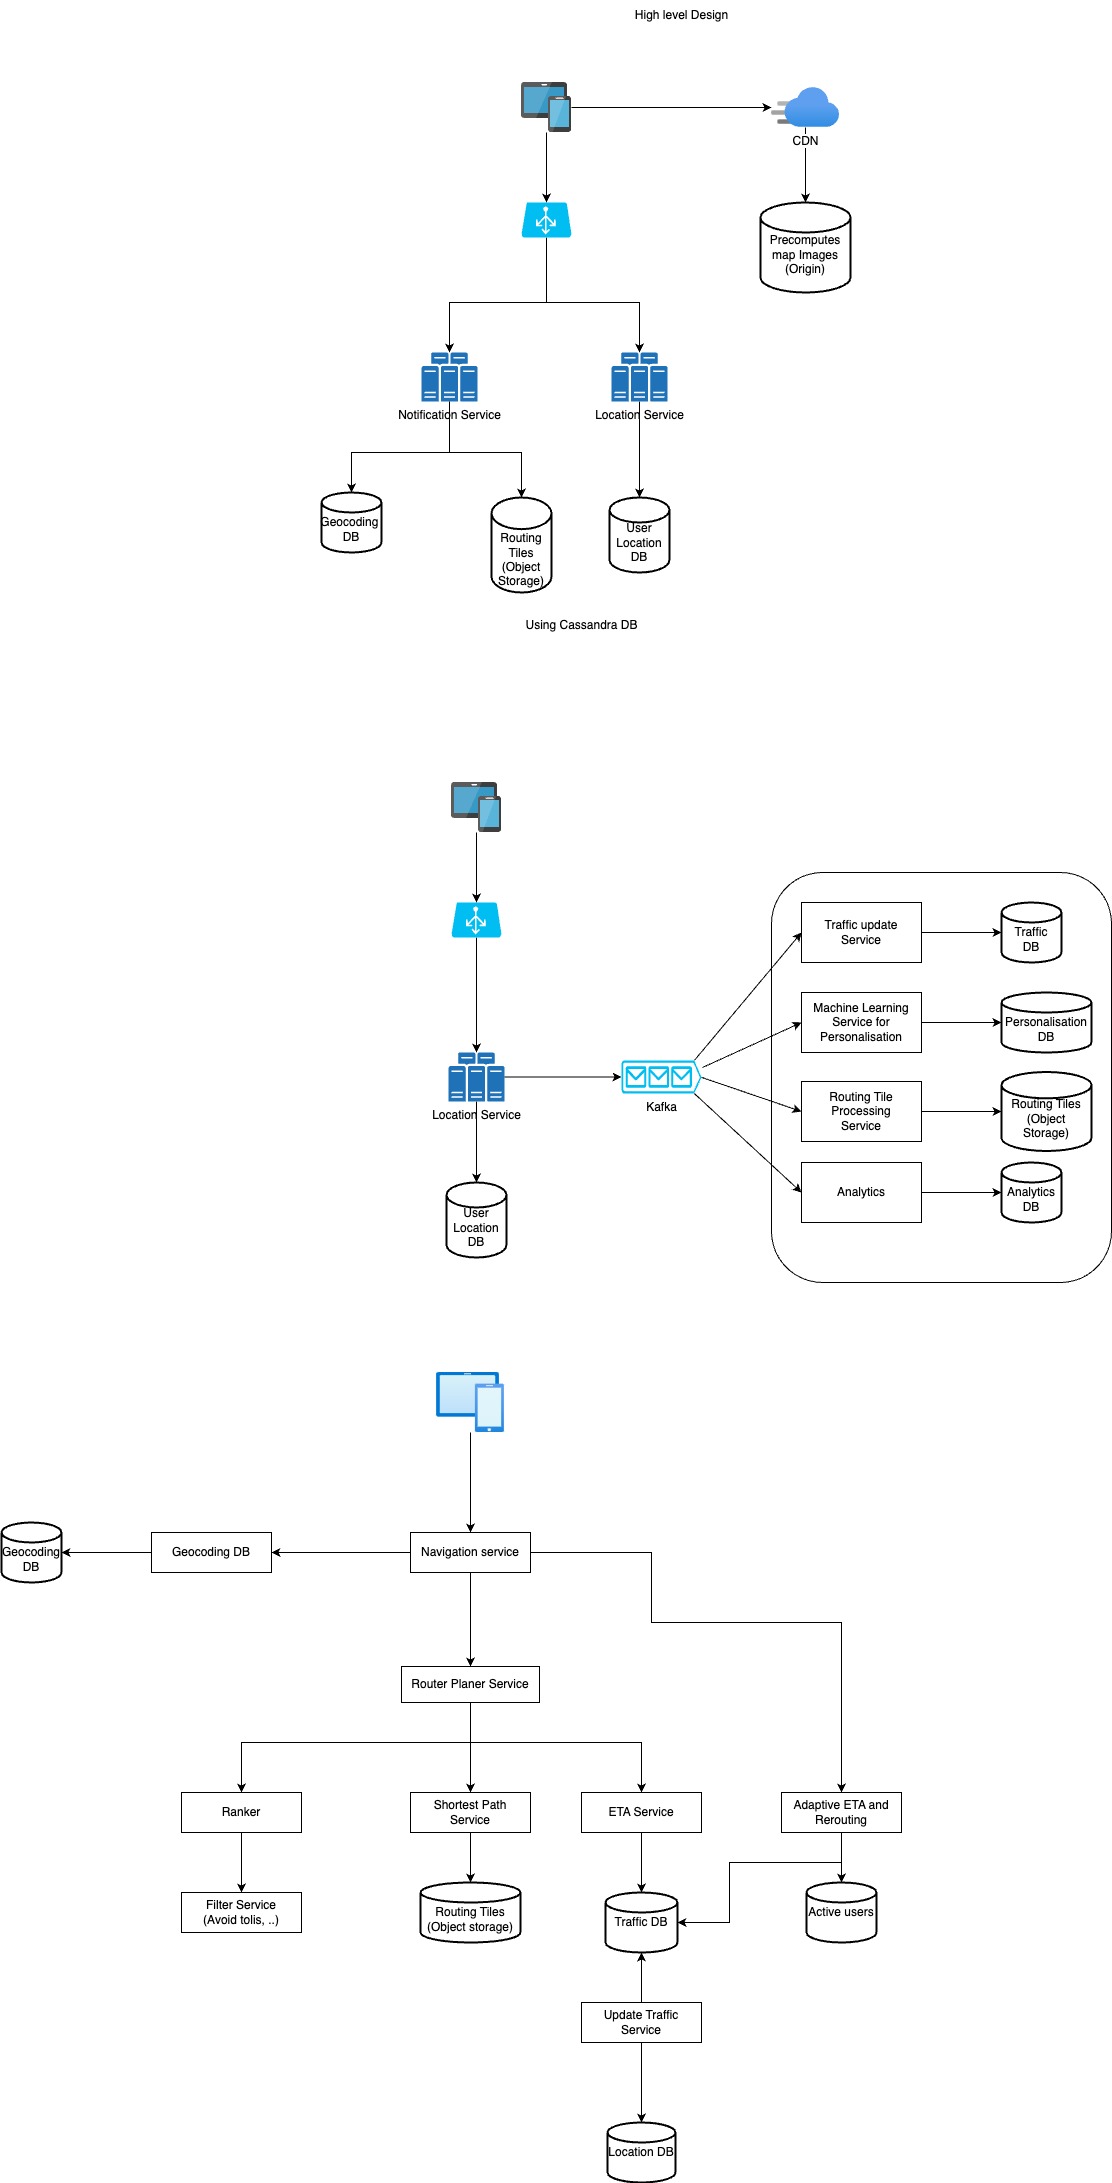 High level Design
CDN
Precomputes
map Images
(Origin)
Notification Service
Location Service
Geocoding
DB
Routing
Tiles
(Object
Storage)
User
Location
DB
Using Cassandra DB
Traffic update
Service
Traffic
DB
Machine Learning
Service for
Personalisation
Personalisation
DB
Location Service
Kafka
Routing Tile
Processing
Service
Routing Tiles
(Object
Storage)
Analytics
Analytics
DB
User
Location
DB
Geocoding
DB
Geocoding DB
Navigation service
Router Planer Service
Ranker
Shortest Path
Service
ETA Service
Adaptive ETA and
Rerouting
Filter Service
(Avoid tolis, ..)
Routing Tiles
(Object storage)
Traffic DB
Active users
Update Traffic
Service
Location DB